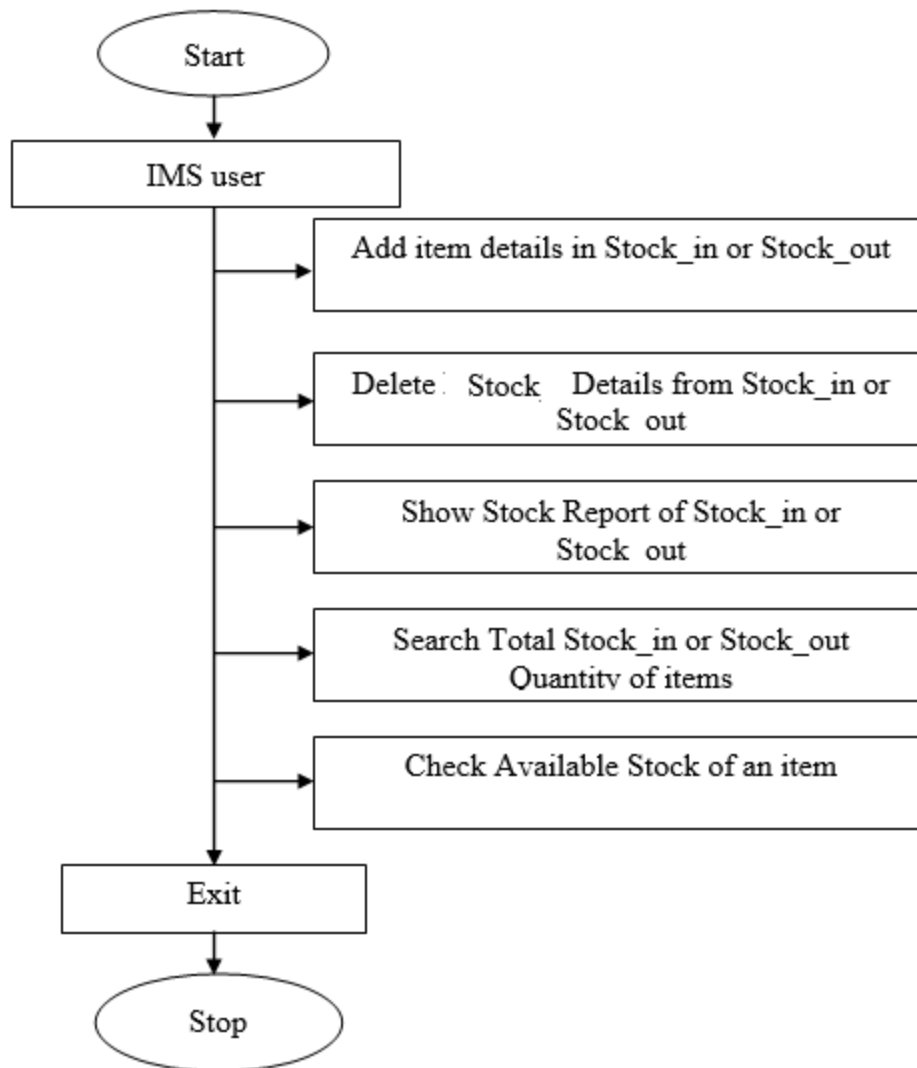 Start
IMS user
Add item details in Stock_in or Stock_out
Delete Stock Details from Stock_in or
Stock out
Show Stock Report of Stock_in or
Stock out
Search Total Stock_in or Stock_out
Quantity of items
Check Available Stock of an item
Exit
Stop